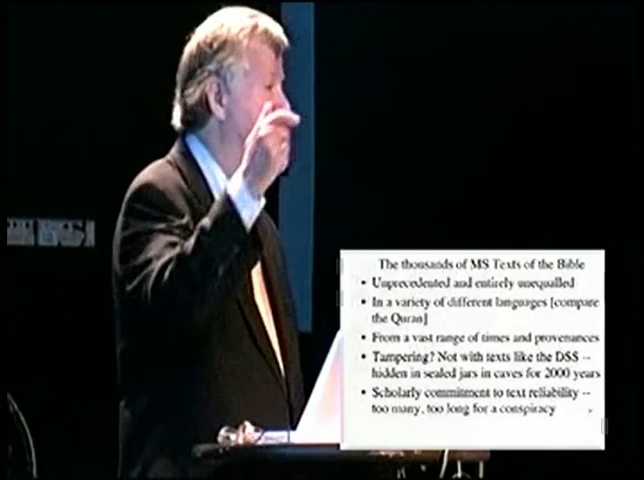 The thousands of MS Texts of the Bible
• Unprecedented and entirely unequalled
• In a variety of different languages [compare
the Quran]
• From a vast range of times and provenances
• Tampering? Not with texts like the DSS --
hidden in sealed jars in caves for 2000 years
• Scholarly commitment to text reliability --
too many, too long for a conspiracy